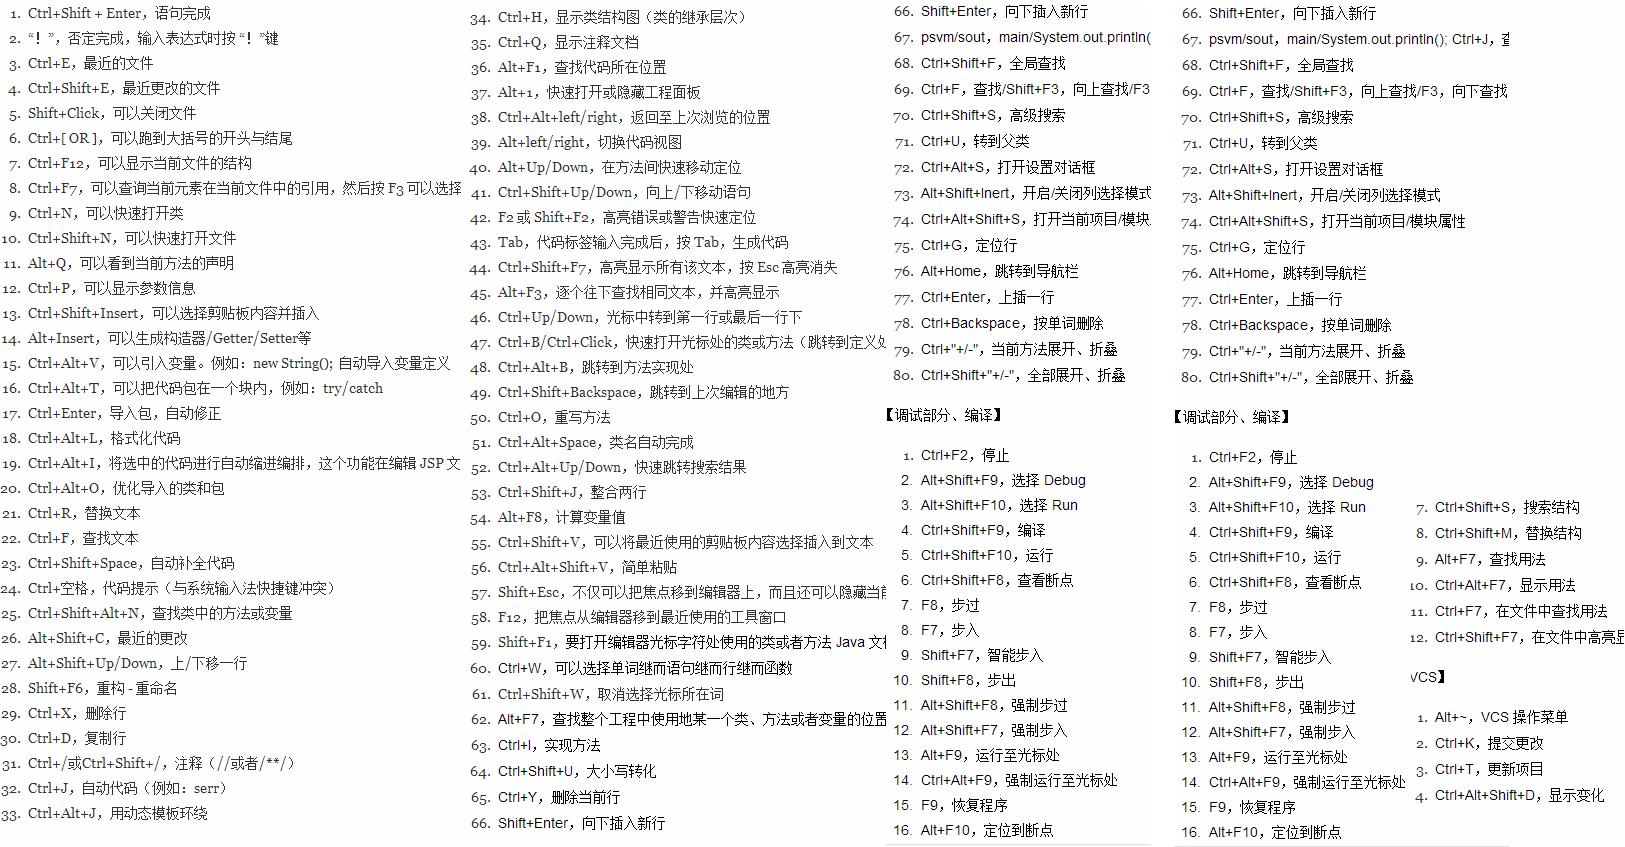 1. Ctrl+Shift + Enter，语句完成
2. “！”，否定完成，输入表达式时按 “！”键
3. Ctrl+E，最近的文件
4. Ctrl+Shift+E，最近更改的文件
5. Shift+Click，可以关闭文件
6. Ctrl+[ OR ]，可以跑到大括号的开头与结尾
7. Ctrl+F12，可以显示当前文件的结构
8. Ctrl+F7，可以查询当前元素在当前文件中的引用，然后按 F3 可以选择
9. Ctrl+N，可以快速打开类
10. Ctrl+Shift+N，可以快速打开文件
11. Alt+Q，可以看到当前方法的声明
12. Ctrl+P，可以显示参数信息
13. Ctrl+Shift+Insert，可以选择剪贴板内容并插入
14. Alt+Insert，可以生成构造器/Getter/Setter等
15. Ctrl+Alt+V，可以引入变量。例如：new String(); 自动导入变量定义
16. Ctrl+Alt+T，可以把代码包在一个块内，例如：try/catch
17. Ctrl+Enter，导入包，自动修正
18. Ctrl+Alt+L，格式化代码
19. Ctrl+Alt+I，将选中的代码进行自动缩进编排，这个功能在编辑 JSP 文
20. Ctrl+Alt+O，优化导入的类和包
21. Ctrl+R，替换文本
22. Ctrl+F，查找文本
23. Ctrl+Shift+Space，自动补全代码
24. Ctrl+空格，代码提示（与系统输入法快捷键冲突）
25. Ctrl+Shift+Alt+N，查找类中的方法或变量
26. Alt+Shift+C，最近的更改
27. Alt+Shift+Up/Down，上/下移一行
28. Shift+F6，重构 - 重命名
29. Ctrl+X，删除行
30. Ctrl+D，复制行
31. Ctrl+/或Ctrl+Shift+/，注释（//或者/**/）
32. Ctrl+J，自动代码（例如：serr）
33. Ctrl+Alt+J，用动态模板环绕
34. Ctrl+H，显示类结构图（类的继承层次）
35. Ctrl+Q，显示注释文档
36. Alt+F1，查找代码所在位置
37. Alt+1，快速打开或隐藏工程面板
38. Ctrl+Alt+left/right，返回至上次浏览的位置
39. Alt+left/right，切换代码视图
40. Alt+Up/Down，在方法间快速移动定位
41. Ctrl+Shift+Up/Down，向上/下移动语句
42. F2 或 Shift+F2，高亮错误或警告快速定位
43. Tab，代码标签输入完成后，按 Tab，生成代码
44. Ctrl+Shift+F7，高亮显示所有该文本，按 Esc 高亮消失
45. Alt+F3，逐个往下查找相同文本，并高亮显示
46. Ctrl+Up/Down，光标中转到第一行或最后一行下
47. Ctrl+B/Ctrl+Click，快速打开光标处的类或方法（跳转到定义处
48. Ctrl+Alt+B，跳转到方法实现处
49. Ctrl+Shift+Backspace，跳转到上次编辑的地方
50. Ctrl+O，重写方法
51. Ctrl+Alt+Space，类名自动完成
52. Ctrl+Alt+Up/Down，快速跳转搜索结果
53. Ctrl+Shift+J，整合两行
54. Alt+F8，计算变量值
55. Ctrl+Shift+V，可以将最近使用的剪贴板内容选择插入到文本
56. Ctrl+Alt+Shift+V，简单粘贴
57. Shift+Esc，不仅可以把焦点移到编辑器上，而且还可以隐藏当前
58. F12，把焦点从编辑器移到最近使用的工具窗口
59. Shift+F1，要打开编辑器光标字符处使用的类或者方法 Java 文档
60. Ctrl+W，可以选择单词继而语句继而行继而函数
61. Ctrl+Shift+W，取消选择光标所在词
62. Alt+F7，查找整个工程中使用地某一个类、方法或者变量的位置
63. Ctrl+I，实现方法
64. Ctrl+Shift+U，大小写转化
65. Ctrl+Y，删除当前行
66. Shift+Enter，向下插入新行
66. Shift+Enter，向下插入新行
67. psvm/sout，main/System.out.println(
68. Ctrl+Shift+F，全局查找
69. Ctrl+F，查找/Shift+F3，向上查找/F3
70. Ctrl+Shift+S，高级搜索
71. Ctrl+U，转到父类
72. Ctrl+Alt+S，打开设置对话框
73. Alt+Shift+Inert，开启/关闭列选择模式
74. Ctrl+Alt+Shift+S，打开当前项目/模块
75. Ctrl+G，定位行
76. Alt+Home，跳转到导航栏
77. Ctrl+Enter，上插一行
78. Ctrl+Backspace，按单词删除
79. Ctrl+"+/-"，当前方法展开、折叠
80. Ctrl+Shift+"+/-"，全部展开、折叠
【调试部分、编译】
1. Ctrl+F2，停止
2. Alt+Shift+F9，选择 Debug
3. Alt+Shift+F10，选择 Run
4. Ctrl+Shift+F9，编译
5. Ctrl+Shift+F10，运行
6. Ctrl+Shift+F8，查看断点
7. F8，步过
8. F7，步入
9. Shift+F7，智能步入
10. Shift+F8，步出
11. Alt+Shift+F8，强制步过
12. Alt+Shift+F7，强制步入
13. Alt+F9，运行至光标处
14. Ctrl+Alt+F9，强制运行至光标处
15. F9，恢复程序
16. Alt+F10，定位到断点
66. Shift+Enter，向下插入新行
67. psvm/sout，main/System.out.println(); Ctrl+J，查
68. Ctrl+Shift+F，全局查找
69. Ctrl+F，查找/Shift+F3，向上查找/F3，向下查找
70. Ctrl+Shift+S，高级搜索
71. Ctrl+U，转到父类
72. Ctrl+Alt+S，打开设置对话框
73. Alt+Shift+Inert，开启/关闭列选择模式
74. Ctrl+Alt+Shift+S，打开当前项目/模块属性
75. Ctrl+G，定位行
76. Alt+Home，跳转到导航栏
77. Ctrl+Enter，上插一行
78. Ctrl+Backspace，按单词删除
79. Ctrl+"+/-"，当前方法展开、折叠
80. Ctrl+Shift+"+/-"，全部展开、折叠
【调试部分、编译】
1. Ctrl+F2，停止
2. Alt+Shift+F9，选择 Debug
3. Alt+Shift+F10，选择 Run
4. Ctrl+Shift+F9，编译
5. Ctrl+Shift+F10，运行
6. Ctrl+Shift+F8，查看断点
7. F8，步过
8. F7，步入
9. Shift+F7，智能步入
10. Shift+F8，步出
11. Alt+Shift+F8，强制步过
12. Alt+Shift+F7，强制步入
13. Alt+F9，运行至光标处
14. Ctrl+Alt+F9，强制运行至光标处
15. F9，恢复程序
16. Alt+F10，定位到断点
7. Ctrl+Shift+S，搜索结构
8. Ctrl+Shift+M，替换结构
9. Alt+F7，查找用法
10. Ctrl+Alt+F7，显示用法
11. Ctrl+F7，在文件中查找用法
12. Ctrl+Shift+F7，在文件中高亮显
VCS】
1. Alt+~，VCS 操作菜单
2. Ctrl+K，提交更改
3. Ctrl+T，更新项目
4. Ctrl+Alt+Shift+D，显示变化